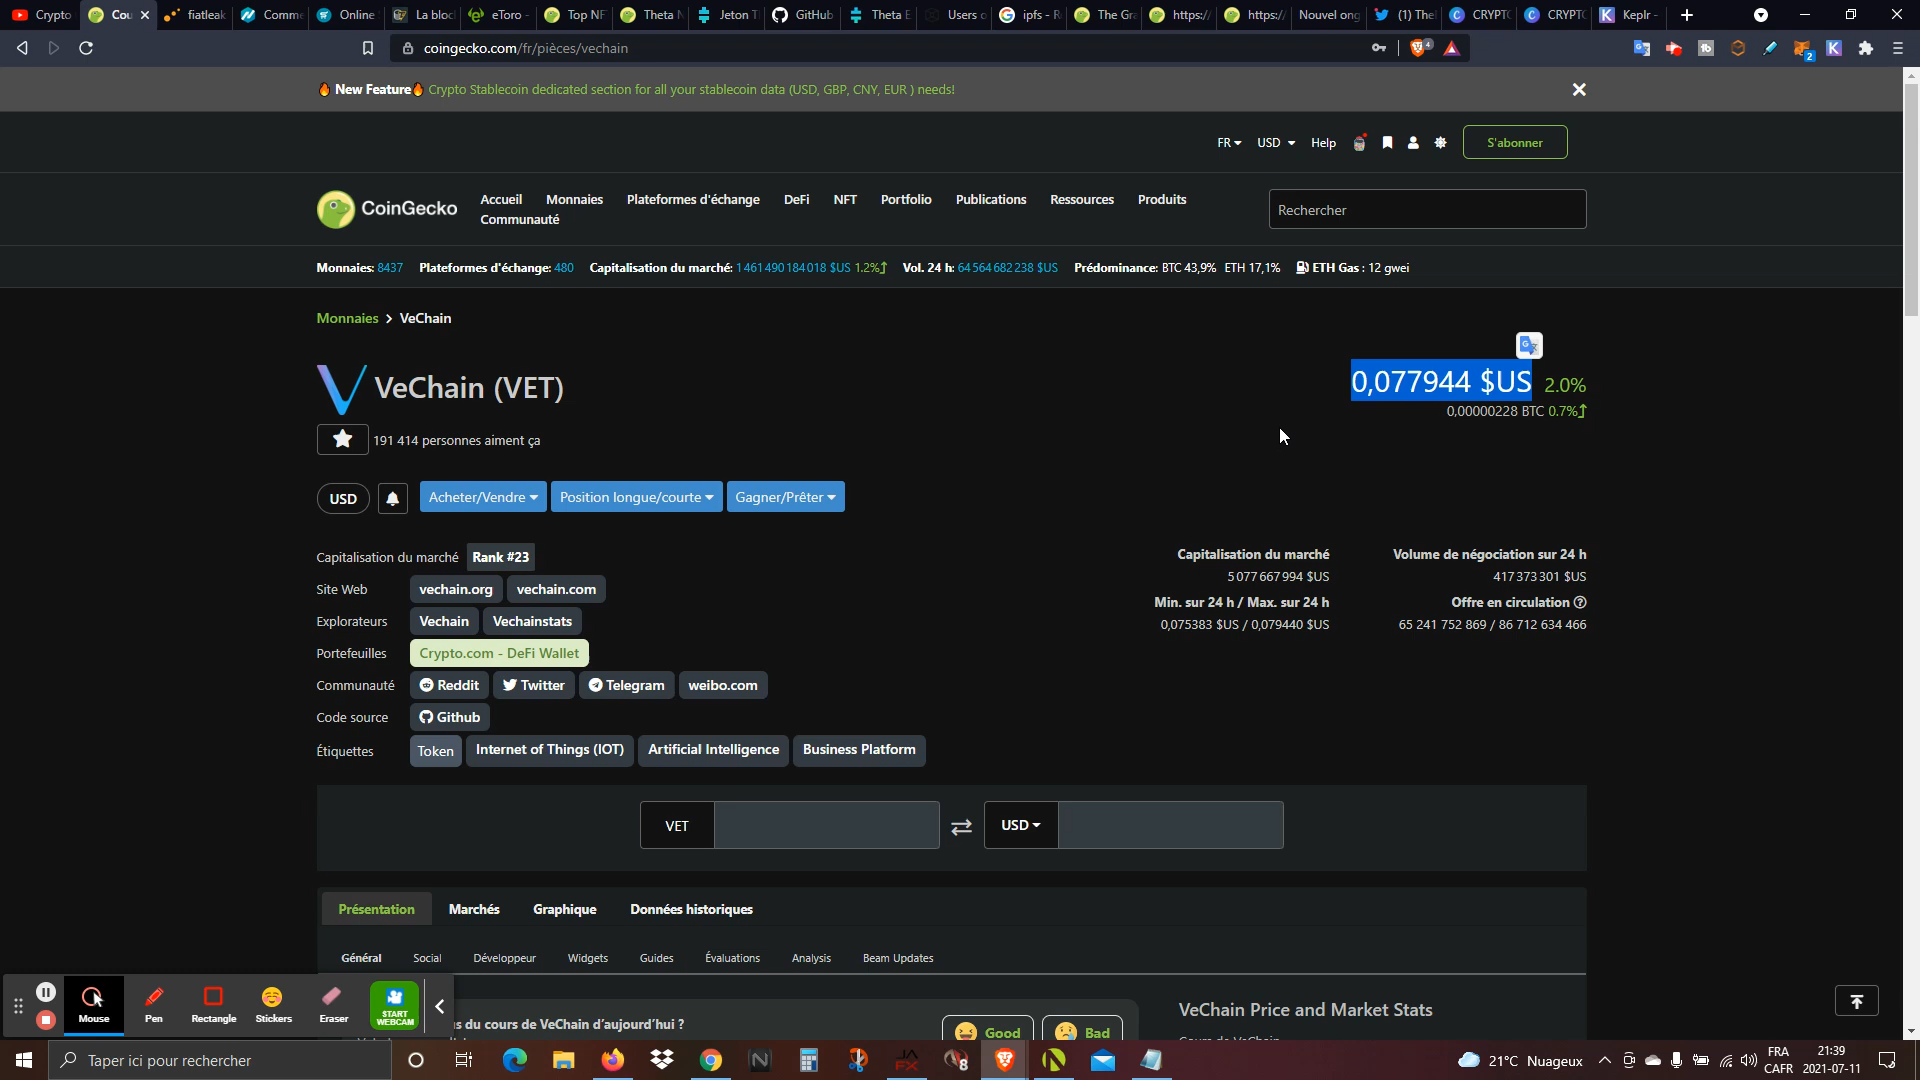 Crypto
Cou
fiatleak
Comme
Online
La bloc
eToro -
Top NF
Theta N
Jeton T
GitHub
Theta E
Users o
ipfs - R
The Gra
https:/
https:/
Nouvel ong
(1) The
CRYPTO
CRYPTO
Keplr -
coingecko.com/fr/pièces/vechain
🔥 New Feature🔥 Crypto Stablecoin dedicated section for all your stablecoin data (USD, GBP, CNY, EUR ) needs!
FR USD Help S'abonner
CoinGecko
Accueil Monnaies Plateformes d'échange DeFi NFT Portfolio Publications Ressources Produits
Communauté
Rechercher
Monnaies: 8437 Plateformes d'échange: 480 Capitalisation du marché: 1 461 490 184 018 $US 1.2% Vol. 24 h: 64 564 682 238 $US Prédominance: BTC 43,9% ETH 17,1% ETH Gas : 12 gwei
Monnaies > VeChain
VeChain (VET)
0,077944 $US 2.0%
0,00000228 BTC 0.7%
191 414 personnes aiment ça
USD Acheter/Vendre Position longue/courte Gagner/Prêter
Capitalisation du marché Rank #23
Site Web vechain.org vechain.com
Explorateurs Vechain Vechainstats
Portefeuilles Crypto.com - DeFi Wallet
Communauté Reddit Twitter Telegram weibo.com
Code source Github
Étiquettes Token Internet of Things (IOT) Artificial Intelligence Business Platform
Capitalisation du marché
5 077 667 994 $US
Min. sur 24 h / Max. sur 24 h
0,075383 $US / 0,079440 $US
Volume de négociation sur 24 h
417 373 301 $US
Offre en circulation
65 241 752 869 / 86 712 634 466
VET USD
Présentation Marchés Graphique Données historiques
Général Social Développeur Widgets Guides Évaluations Analysis Beam Updates
s du cours de VeChain d'aujourd'hui ?
Good Bad
VeChain Price and Market Stats
Cours de VeChain
Mouse Pen Rectangle Stickers Eraser START WEBCAM
Taper ici pour rechercher
21°C Nuageux
FRA
CAFR
21:39
2021-07-11